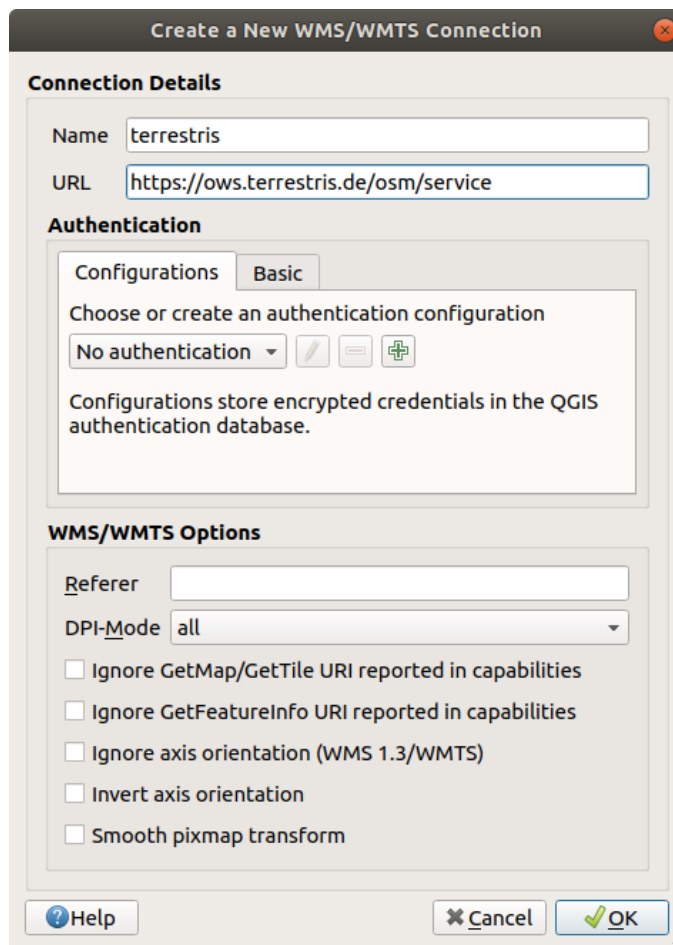 Create a New WMS/WMTS Connection
Connection Details
Name terrestris
URL https://ows.terrestris.de/osm/service
Authentication
Configurations Basic
Choose or create an authentication configuration
No authentication
Configurations store encrypted credentials in the QGIS
authentication database.
WMS/WMTS Options
Referer
DPI-Mode all
Ignore GetMap/GetTile URI reported in capabilities
Ignore GetFeatureInfo URI reported in capabilities
Ignore axis orientation (WMS 1.3/WMTS)
Invert axis orientation
Smooth pixmap transform
Help Cancel OK